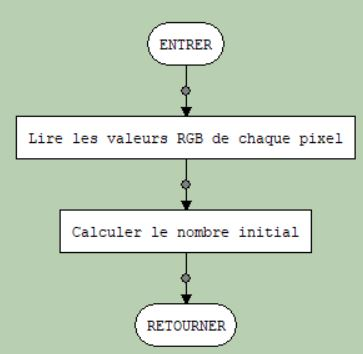 ENTRER
Lire les valeurs RGB de chaque pixel
Calculer le nombre initial
RETOURNER